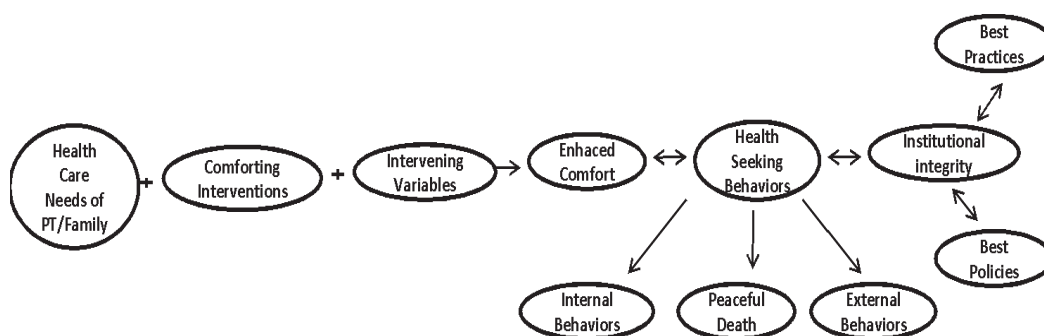 Health
Care
Needs of
PT/Family
+
Comforting
Interventions
+
Intervening
Variables
Enhaced
Comfort
Health
Seeking
Behaviors
Institutional
integrity
Best
Practices
Best
Policies
Internal
Behaviors
Peaceful
Death
External
Behaviors